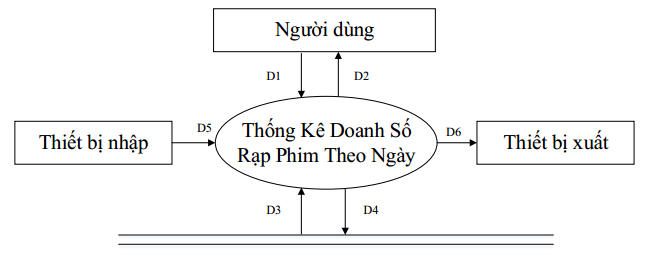 Người dùng
D1
D2
Thiết bị nhập
D5
Thống Kê Doanh Số
Rạp Phim Theo Ngày
D6
Thiết bị xuất
D3
D4